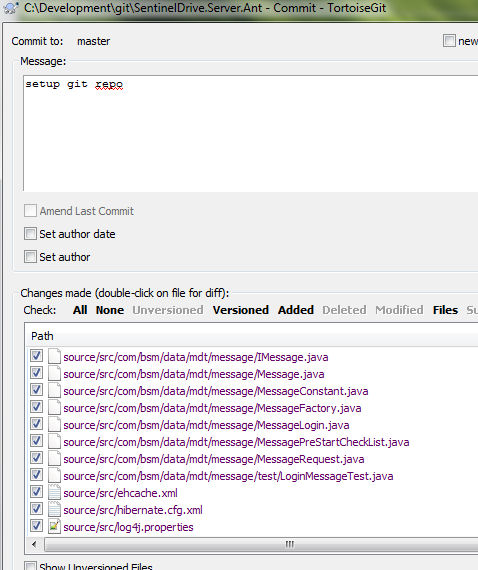 C:\Development\git\SentinelDrive.Server.Ant - Commit - TortoiseGit
Commit to: master new
Message:
setup git repo
Amend Last Commit
Set author date
Set author
Changes made (double-click on file for diff):
Check: All None Unversioned Versioned Added Deleted Modified Files Su
Path
source/src/com/bsm/data/mdt/message/IMessage.java
source/src/com/bsm/data/mdt/message/Message.java
source/src/com/bsm/data/mdt/message/MessageConstant.java
source/src/com/bsm/data/mdt/message/MessageFactory.java
source/src/com/bsm/data/mdt/message/MessageLogin.java
source/src/com/bsm/data/mdt/message/MessagePreStartCheckList.java
source/src/com/bsm/data/mdt/message/MessageRequest.java
source/src/com/bsm/data/mdt/message/test/LoginMessageTest.java
source/src/ehcache.xml
source/src/hibernate.cfg.xml
source/src/log4j.properties
Show Unversioned Files